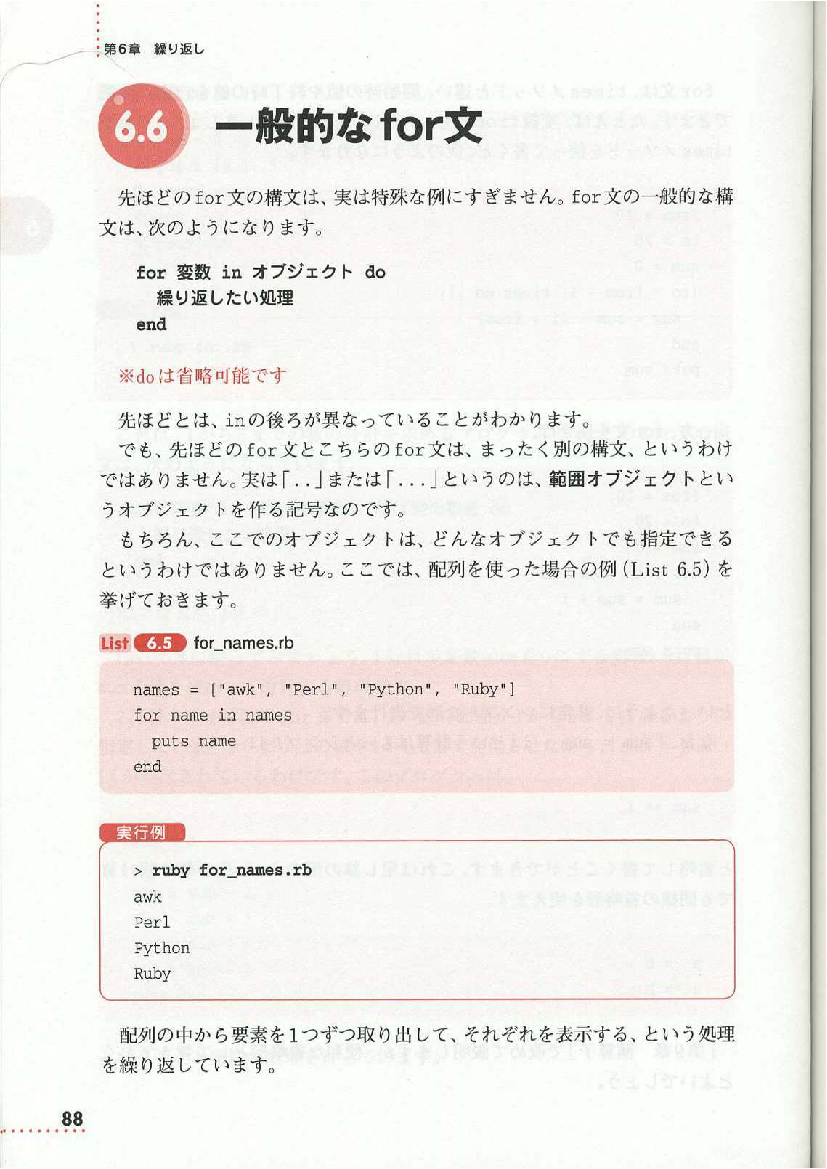 第6章 繰り返し
6.6 一般的なfor文
先ほどのfor文の構文は、実は特殊な例にすぎません。for文の一般的な構
文は、次のようになります。
for 変数 in オブジェクト do
繰り返したい処理
end
※doは省略可能です
先ほどとは、inの後ろが異なっていることがわかります。
でも、先ほどのfor文とこちらのfor文は、まったく別の構文、というわけ
ではありません。実は「..」または「...」というのは、範囲オブジェクトとい
うオブジェクトを作る記号なのです。
もちろん、ここでのオブジェクトは、どんなオブジェクトでも指定できる
というわけではありません。ここでは、配列を使った場合の例(List 6.5)を
挙げておきます。
List 6.5 for_names.rb
names = ["awk", "Perl", "Python", "Ruby"]
for name in names
puts name
end
実行例
> ruby for_names.rb
awk
Perl
Python
Ruby
配列の中から要素を1つずつ取り出して、それぞれを表示する、という処理
を繰り返しています。
88